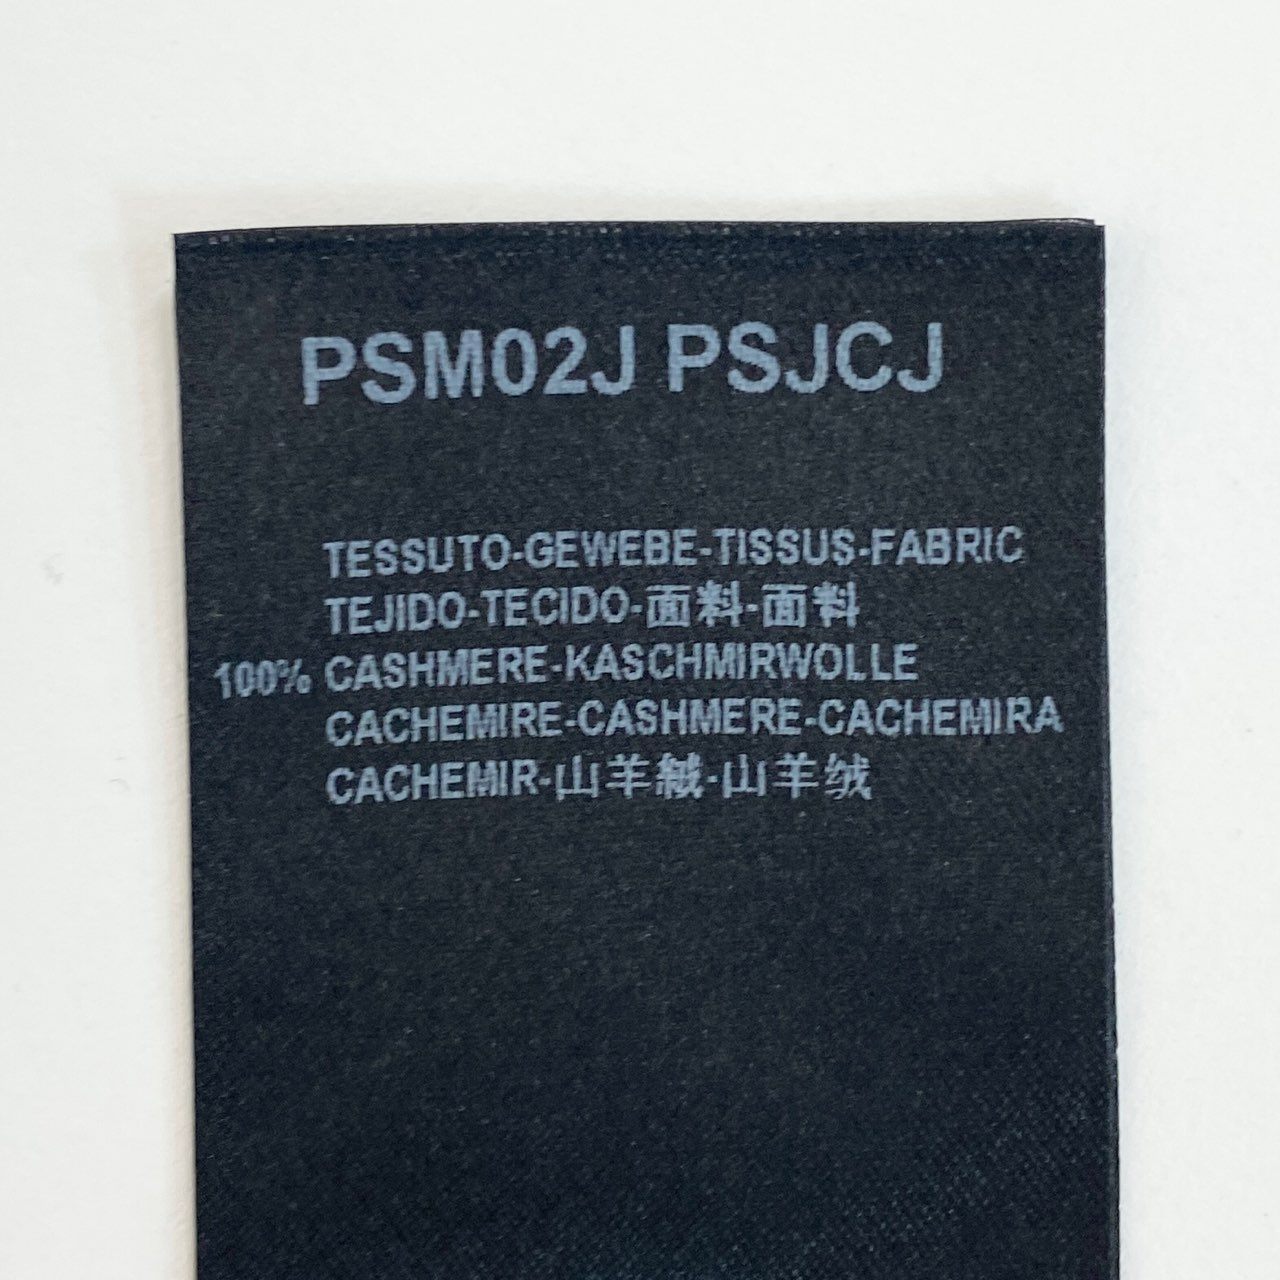 PSM02J PSJCJ
TESSUTO-GEWEBE-TISSUS-FABRIC
TEJIDO-TECIDO-面料-面料
100% CASHMERE-KASCHMIRWOLLE
CACHEMIRE-CASHMERE-CACHEMIRA
CACHEMIR-山羊絨-山羊绒